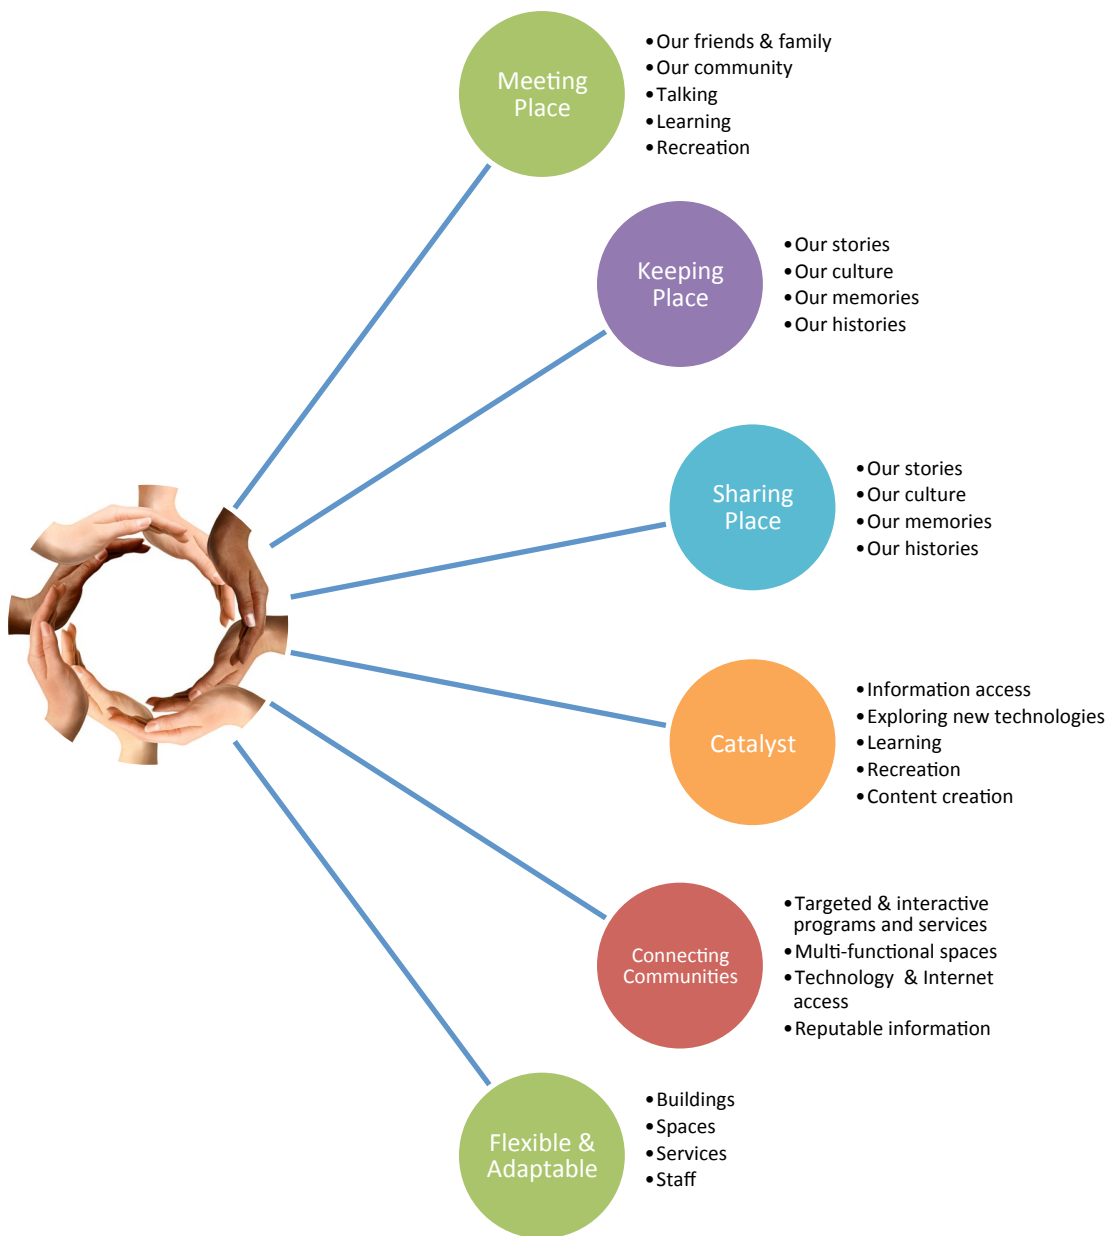 Meeting
Place
•Our friends & family
•Our community
•Talking
•Learning
•Recreation
Keeping
Place
•Our stories
•Our culture
•Our memories
•Our histories
Sharing
Place
•Our stories
•Our culture
•Our memories
•Our histories
Catalyst
•Information access
•Exploring new technologies
•Learning
•Recreation
•Content creation
Connecting
Communities
•Targeted & interactive
programs and services
•Multi-functional spaces
•Technology & Internet
access
•Reputable information
Flexible &
Adaptable
•Buildings
•Spaces
•Services
•Staff